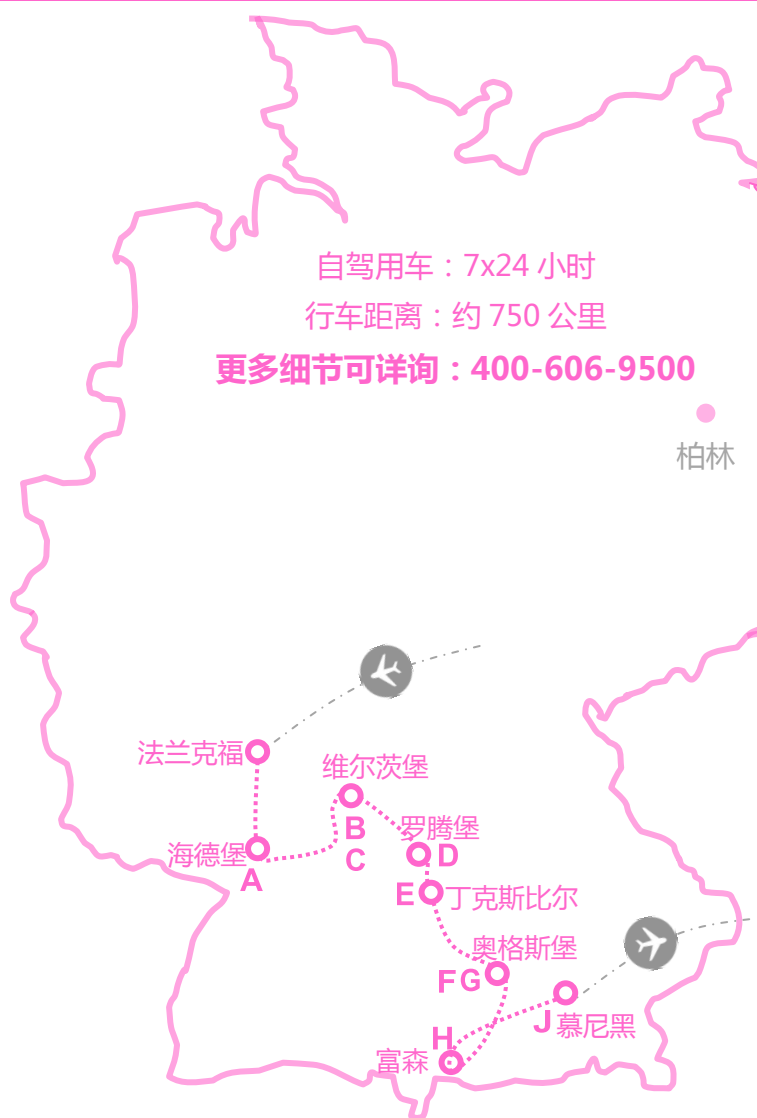 自驾用车：7x24 小时
行车距离：约 750 公里
更多细节可详询：400-606-9500
柏林
法兰克福
维尔茨堡
B
C
罗腾堡
D
海德堡
A
E
丁克斯比尔
奥格斯堡
FG
J
慕尼黑
H
富森